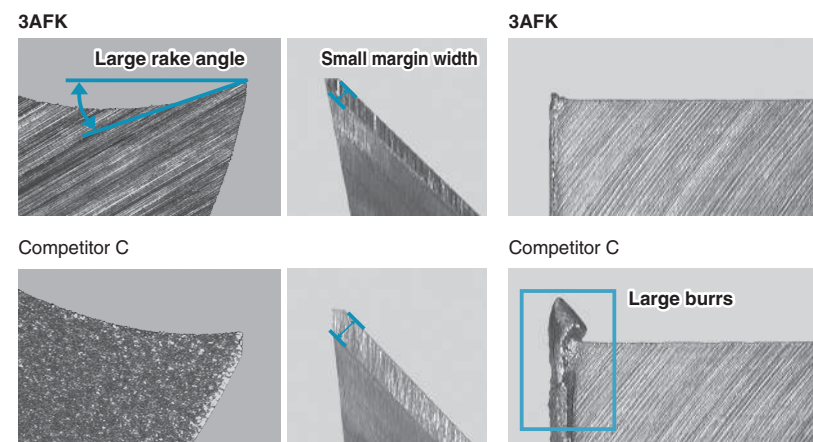 3AFK
3AFK
Large rake angle
Small margin width
Competitor C
Competitor C
Large burrs